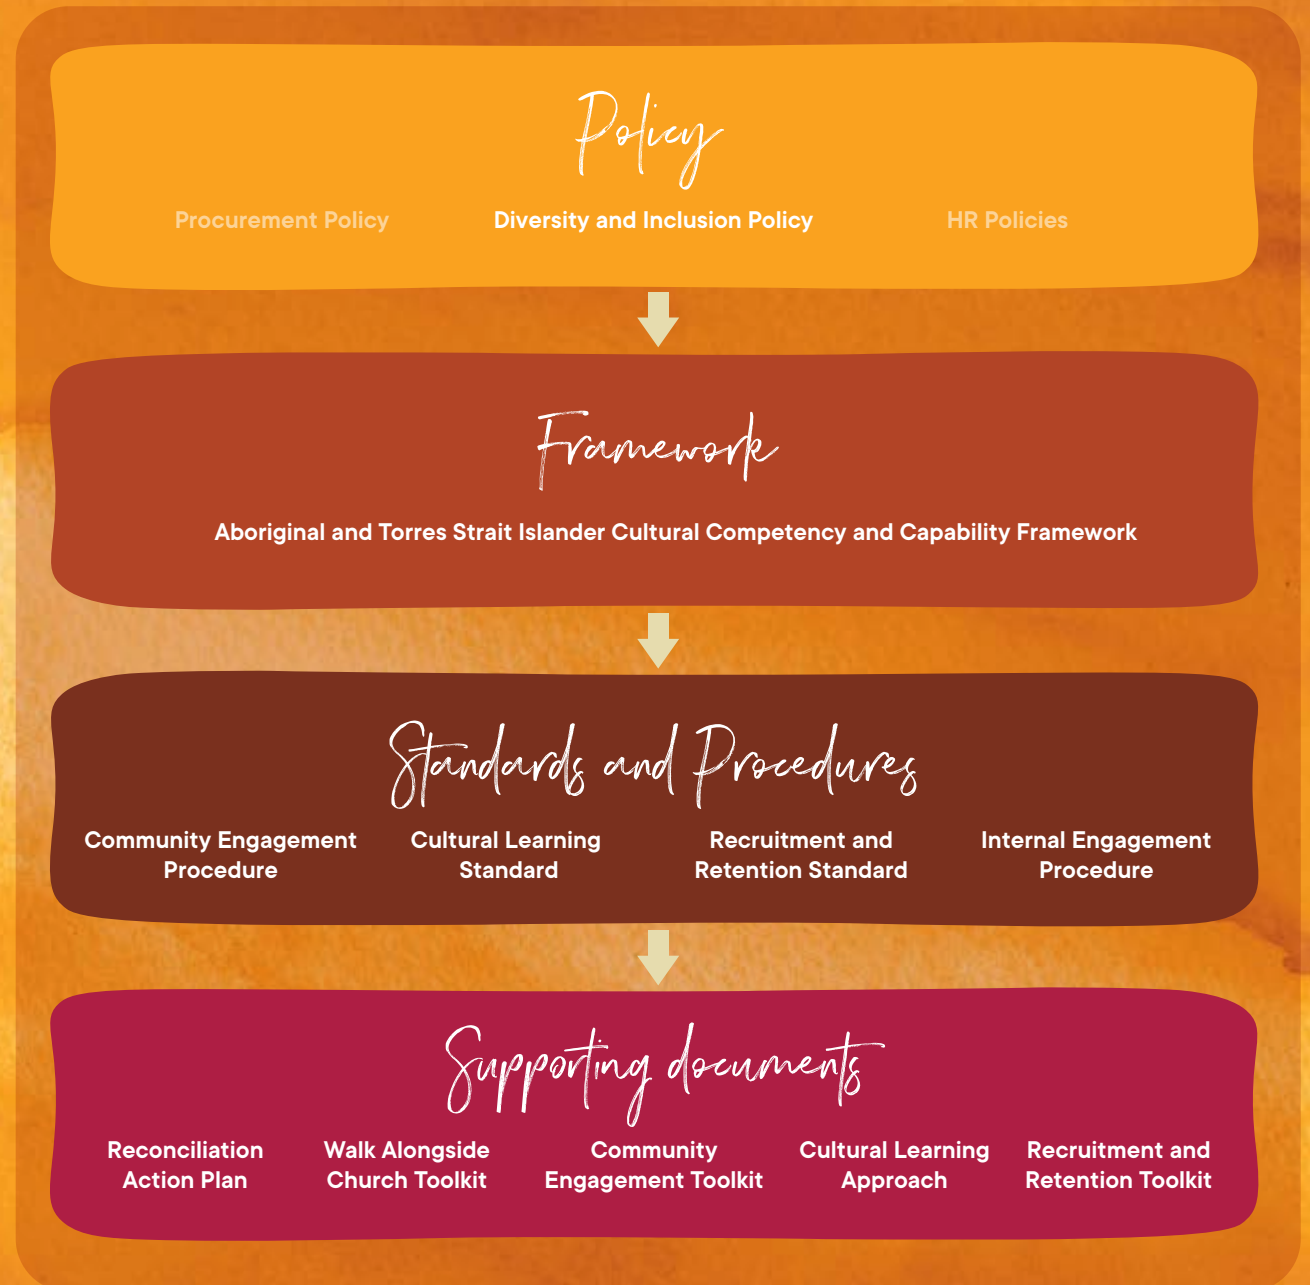 Policy
Procurement Policy Diversity and Inclusion Policy HR Policies
Framework
Aboriginal and Torres Strait Islander Cultural Competency and Capability Framework
Standards and Procedures
Community Engagement
Procedure
Cultural Learning
Standard
Recruitment and
Retention Standard
Internal Engagement
Procedure
Supporting documents
Reconciliation
Action Plan
Walk Alongside
Church Toolkit
Community
Engagement Toolkit
Cultural Learning
Approach
Recruitment and
Retention Toolkit